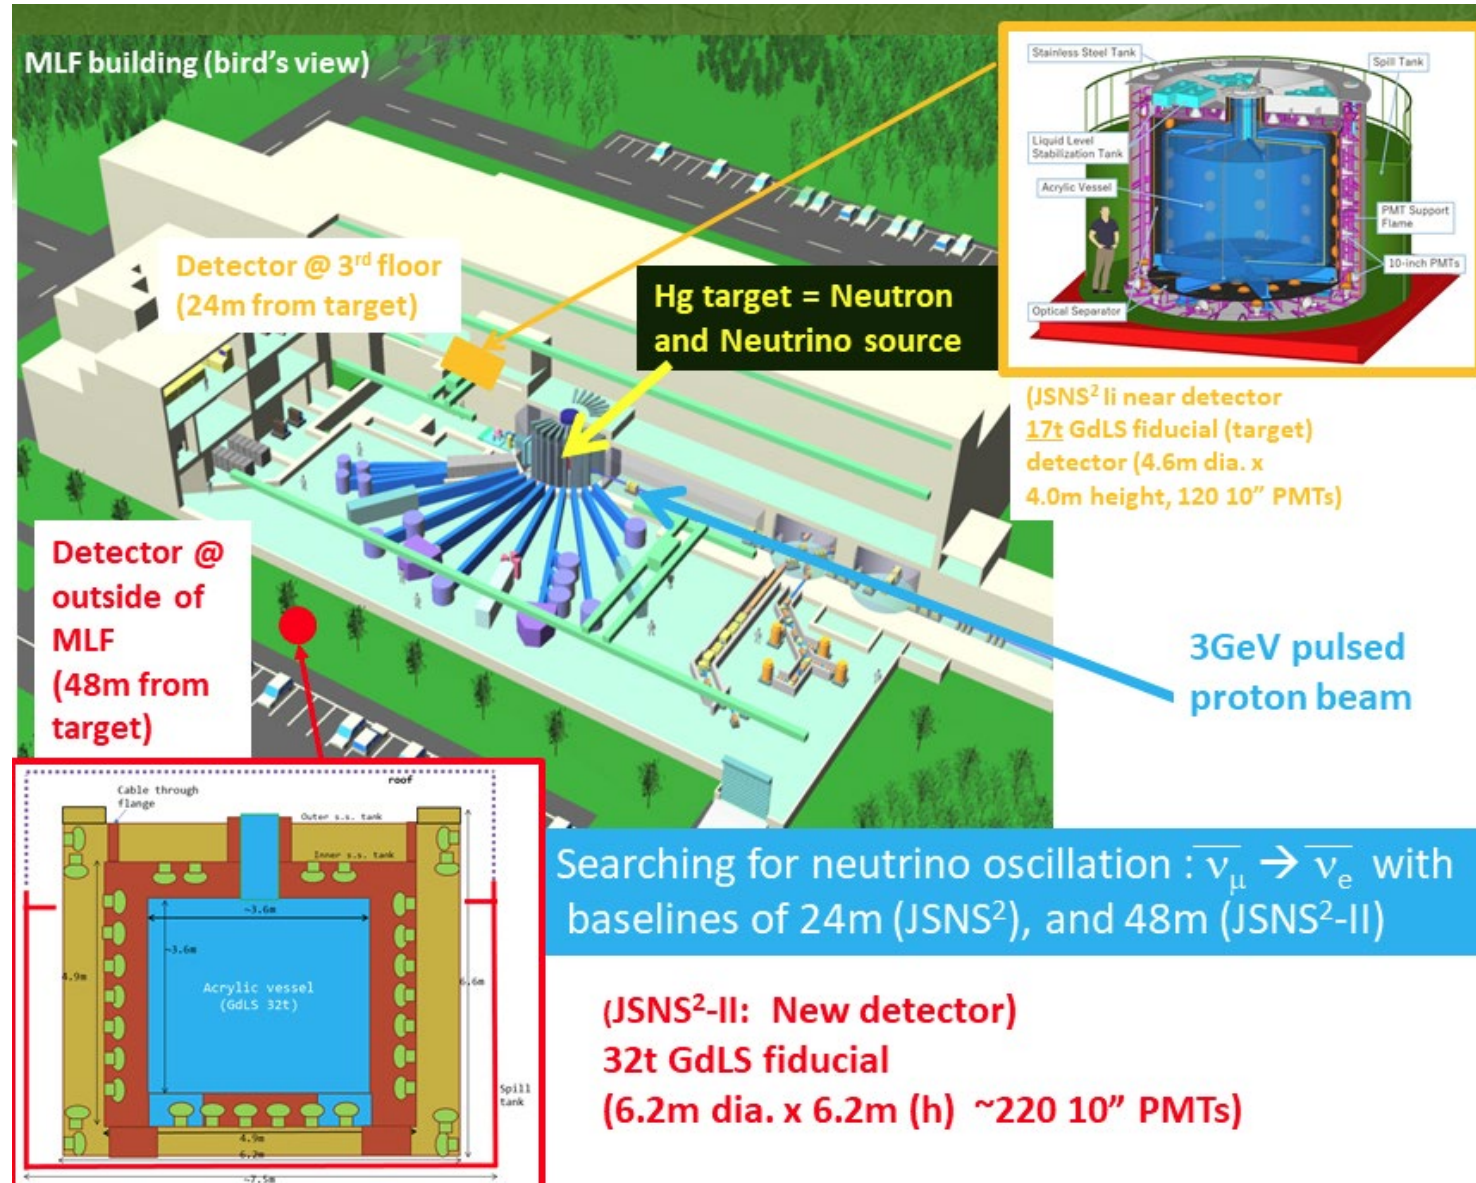 MLF building (bird's view)
Detector @ 3rd floor
(24m from target)
Hg target = Neutron
and Neutrino source
Stainless Steel Tank
Spill Tank
Liquid Level
Stabilization Tank
Acrylic Vessel
PMT Support
Flame
10-inch PMTs
Optical Separator
(JSNS² Ii near detector
17t GdLS fiducial (target)
detector (4.6m dia. x
4.0m height, 120 10" PMTs)
Detector @
outside of
MLF
(48m from
target)
3GeV pulsed
proton beam
roof
Cable through
flange
Outer s.s. tank
Inner s.s. tank
~3.6m
~3.6m
4.9m
6.6m
Acrylic vessel
(GdLS 32t)
Spill
tank
4.9m
6.2m
~7.5m
Searching for neutrino oscillation : ν̅μ → ν̅e with
baselines of 24m (JSNS²), and 48m (JSNS²-II)
(JSNS²-II: New detector)
32t GdLS fiducial
(6.2m dia. x 6.2m (h) ~220 10" PMTs)